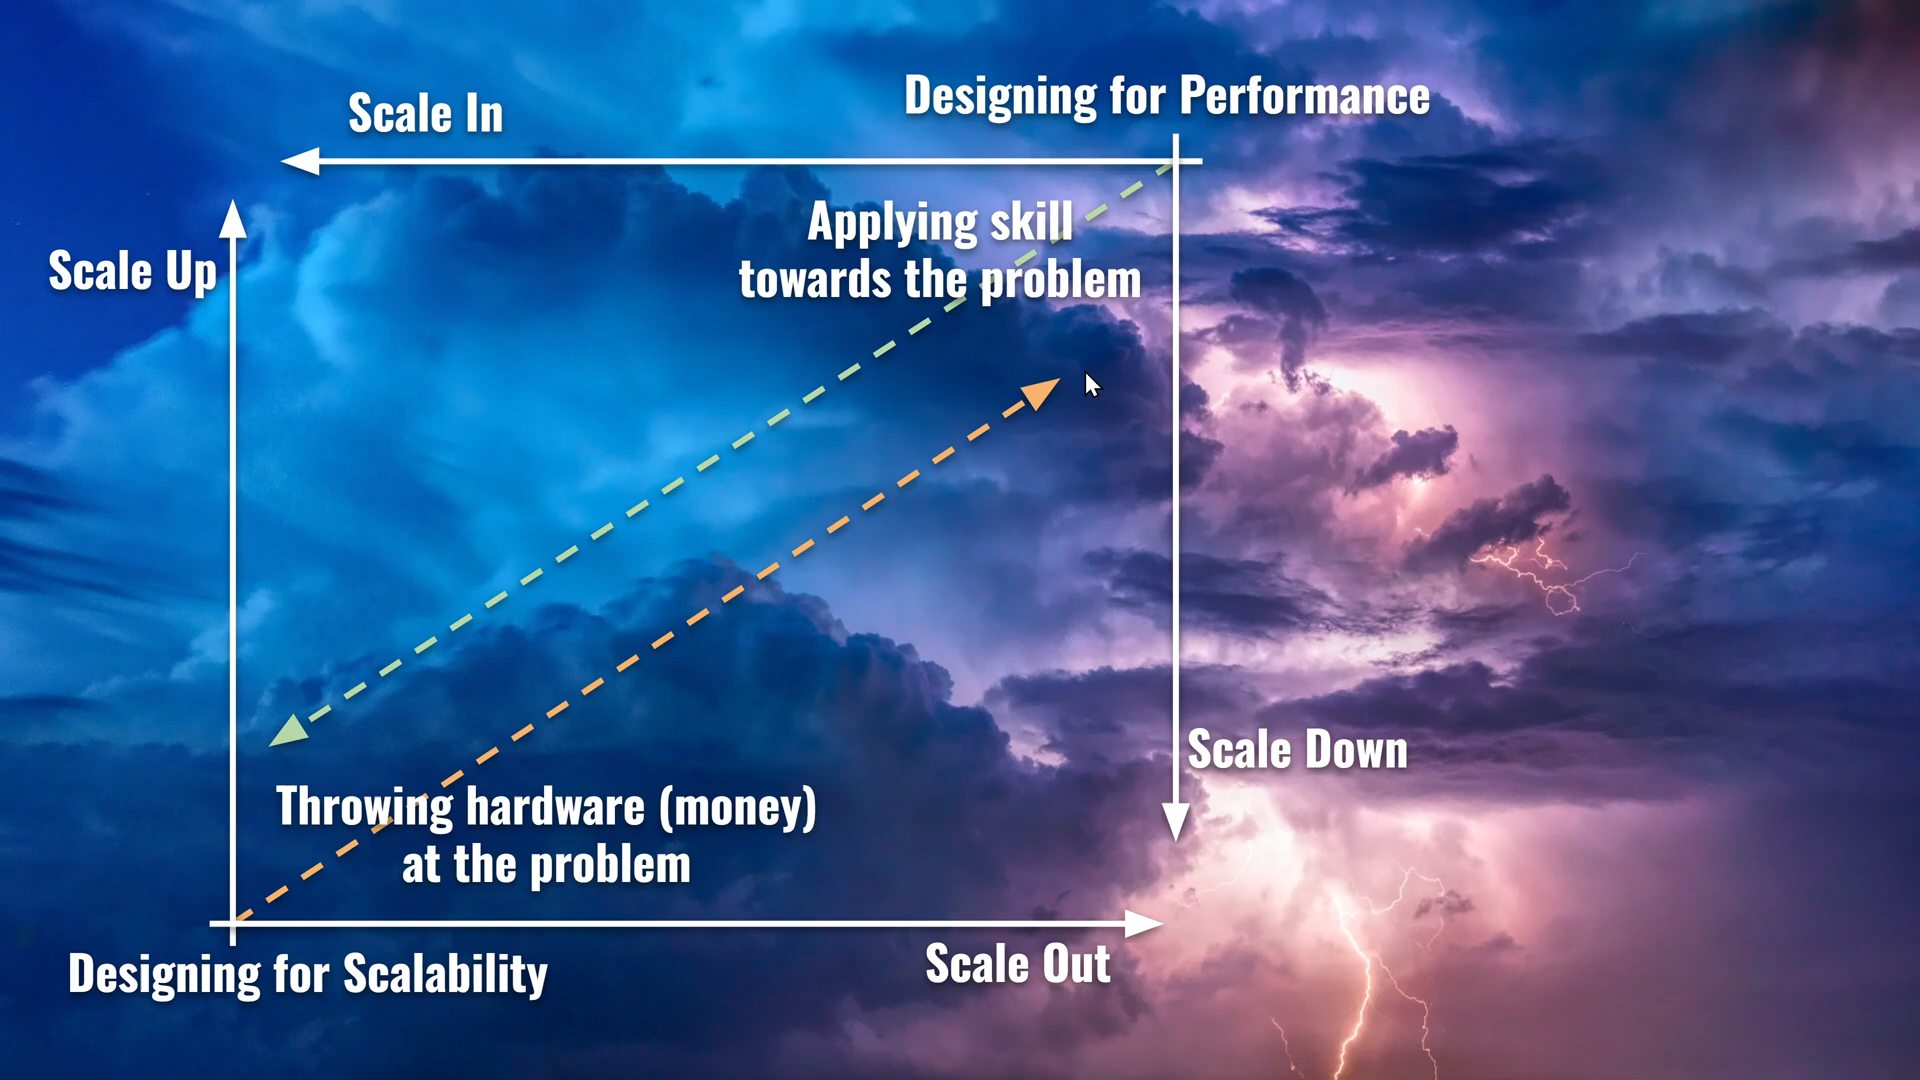 Designing for Performance
Scale In
Applying skill
towards the problem
Scale Up
Scale Down
Throwing hardware (money)
at the problem
Scale Out
Designing for Scalability